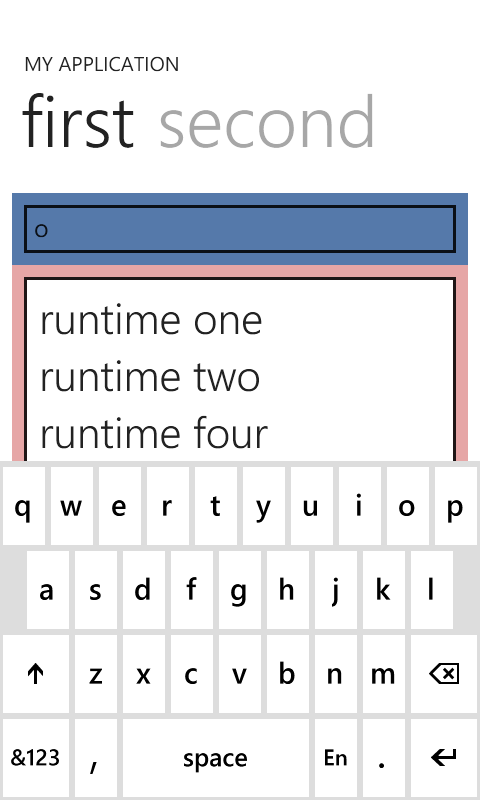 MY APPLICATION
first second
o
runtime one
runtime two
runtime four
q w e r t y u i o p
a s d f g h j k l
z x c v b n m
&123 , space En .